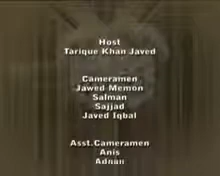 Host
Tarique Khan Javed
Cameramen
Jawed Memon
Salman
Sajjad
Javed Iqbal
Asst.Cameramen
Anis
Adnan